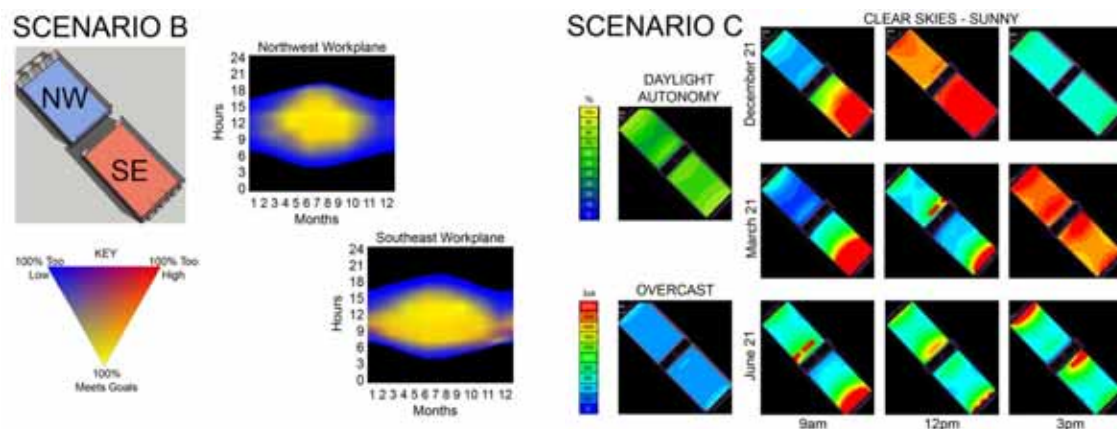 SCENARIO B
NW
SE
KEY
100% Too
Low
100% Too
High
100%
Meets Goals
Northwest Workplane
24
21
18
15
12
9
6
3
0
Hours
1 2 3 4 5 6 7 8 9 10 11 12
Months
Southeast Workplane
24
21
18
15
12
9
6
3
0
Hours
1 2 3 4 5 6 7 8 9 10 11 12
Months
SCENARIO C
CLEAR SKIES - SUNNY
DAYLIGHT
AUTONOMY
%
OVERCAST
lux
December 21
March 21
June 21
9am 12pm 3pm